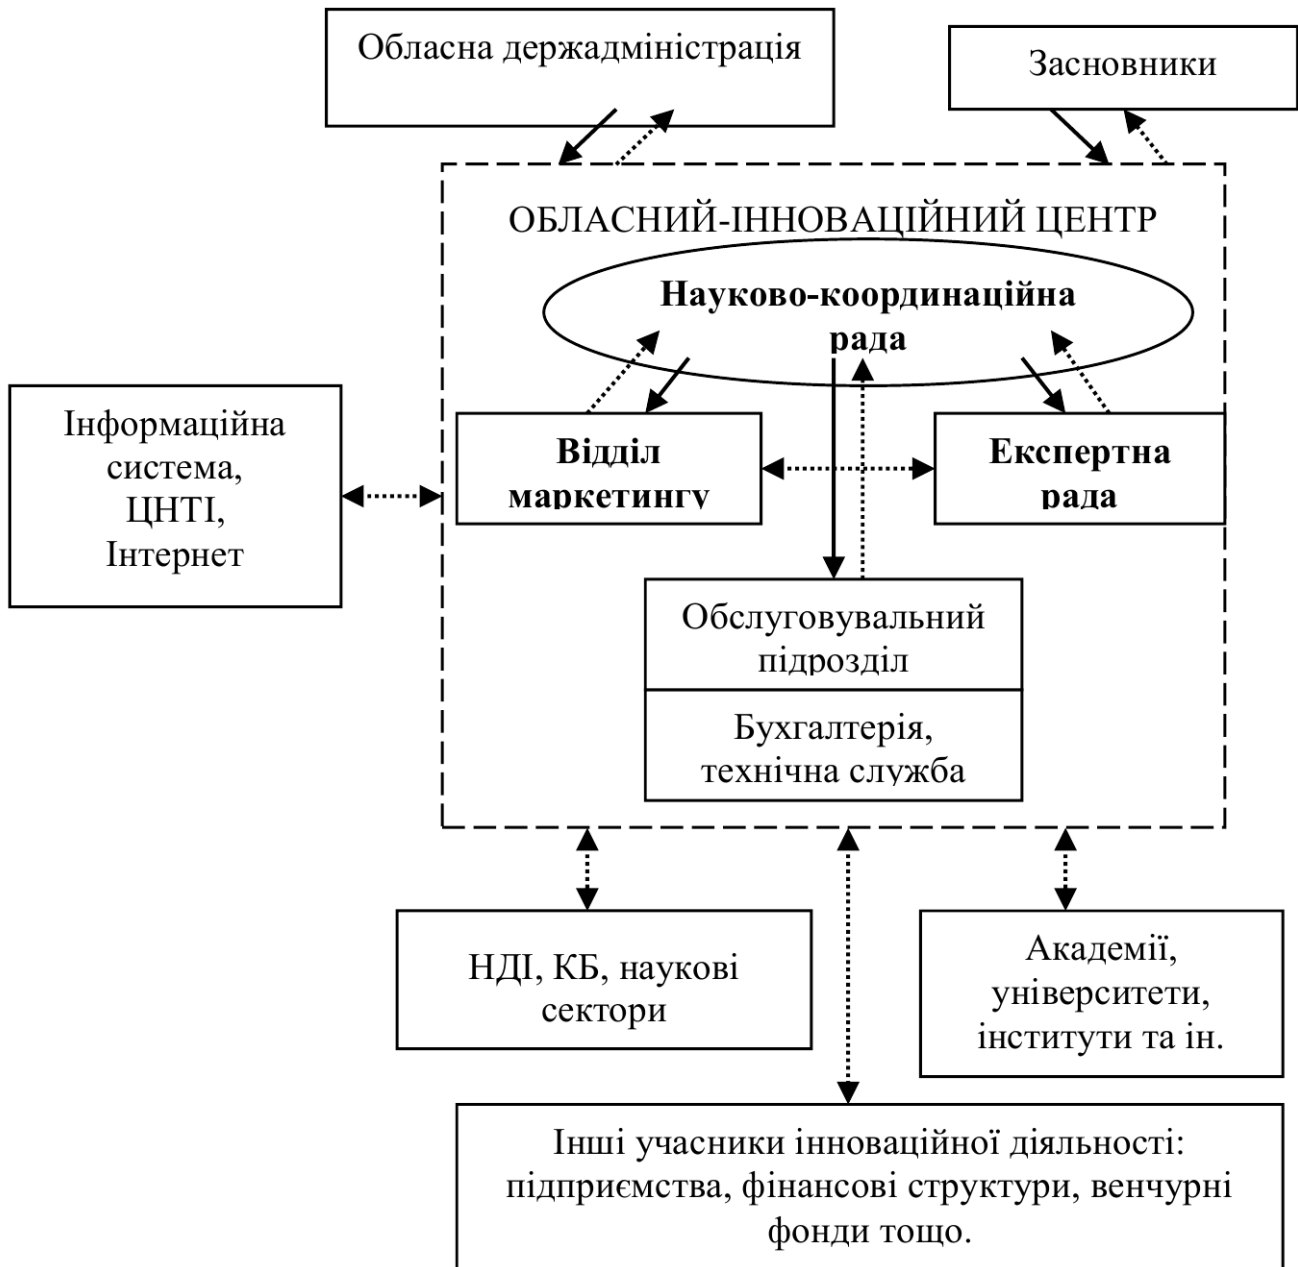 Обласна держадміністрація
Засновники
ОБЛАСНИЙ-ІННОВАЦІЙНИЙ ЦЕНТР
Науково-координаційна
рада
Інформаційна
система,
ЦНТІ,
Інтернет
Відділ
маркетингу
Експертна
рада
Обслуговувальний
підрозділ
Бухгалтерія,
технічна служба
НДІ, КБ, наукові
сектори
Академії,
університети,
інститути та ін.
Інші учасники інноваційної діяльності:
підприємства, фінансові структури, венчурні
фонди тощо.